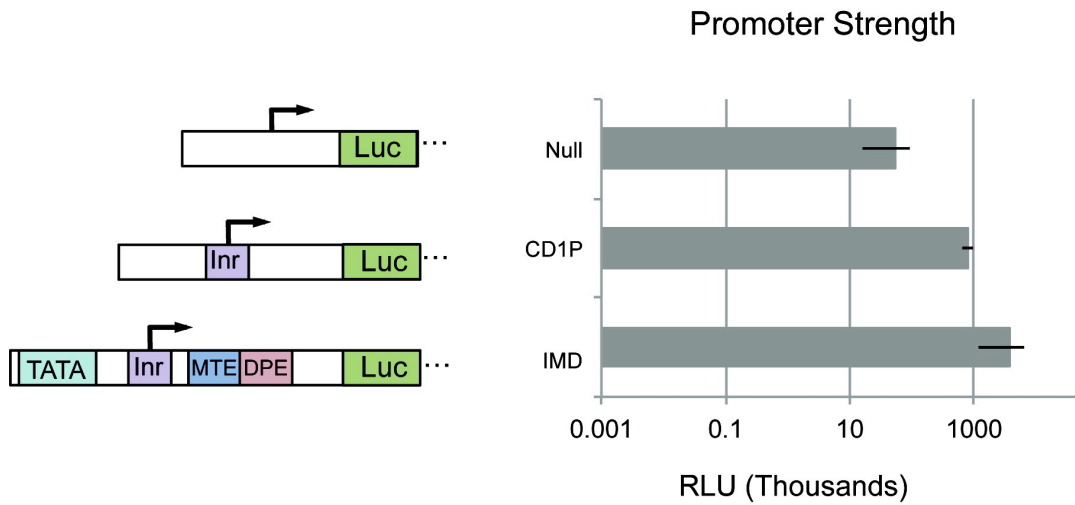 Promoter Strength
Luc ...
Null
Inr Luc ...
CD1P
TATA Inr MTE DPE Luc ...
IMD
0.001 0.1 10 1000
RLU (Thousands)